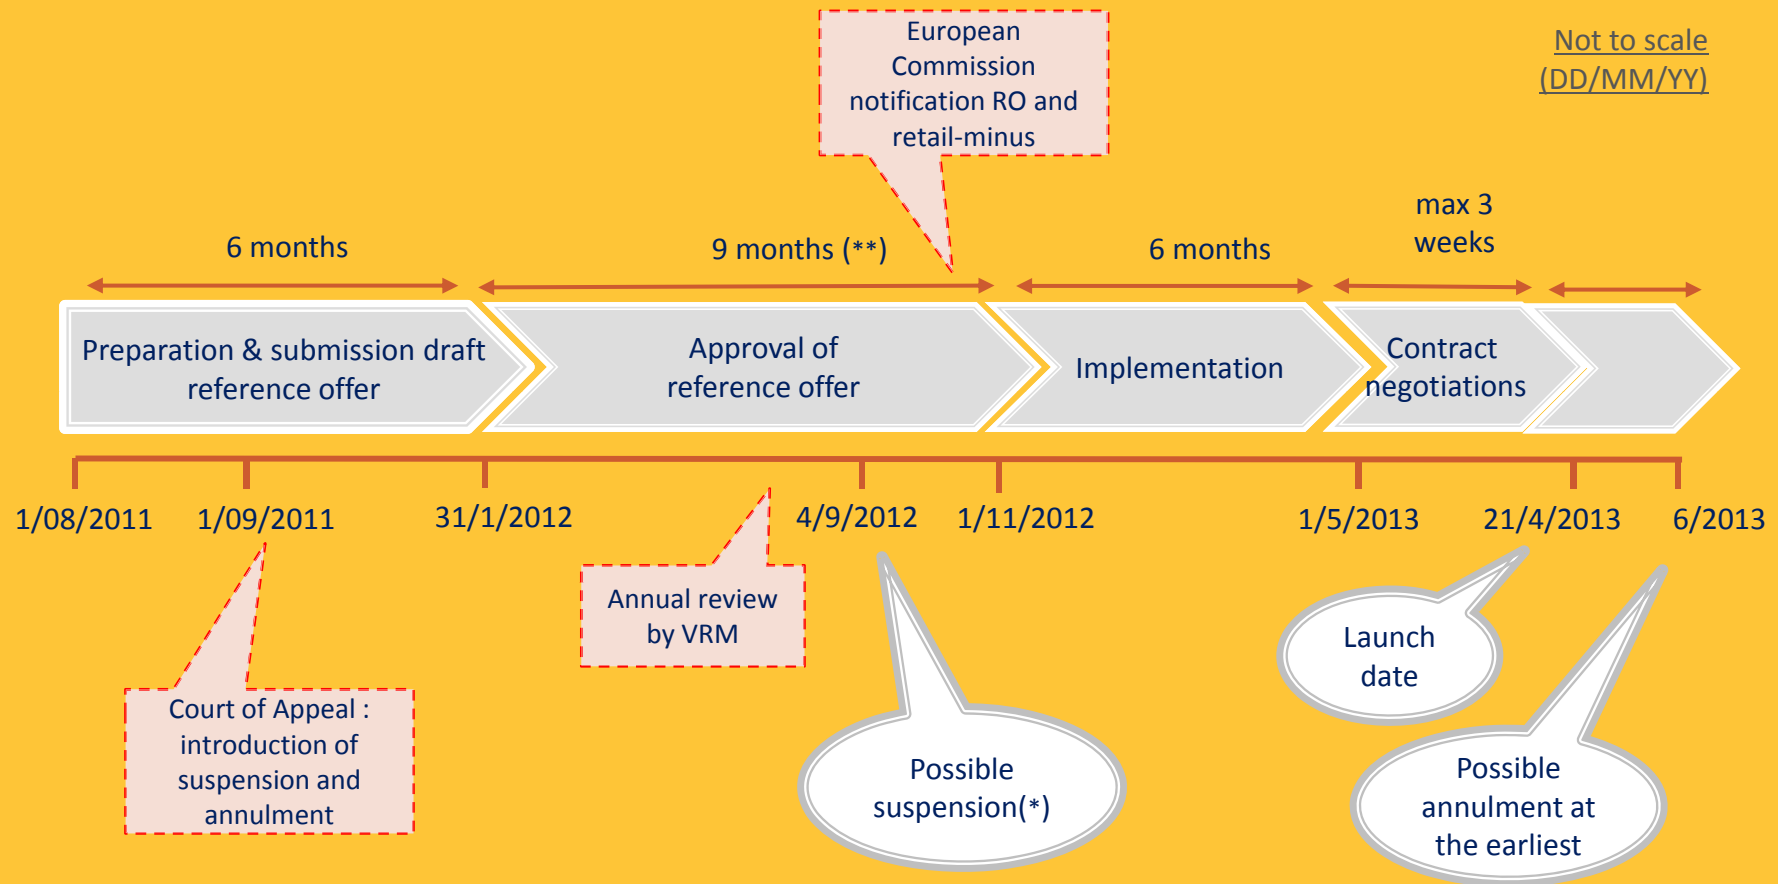 European
Commission
notification RO and
retail-minus
Not to scale
(DD/MM/YY)
6 months
9 months (**)
6 months
max 3
weeks
Preparation & submission draft
reference offer
Approval of
reference offer
Implementation
Contract
negotiations
1/08/2011
1/09/2011
31/1/2012
4/9/2012
1/11/2012
1/5/2013
21/4/2013
6/2013
Court of Appeal :
introduction of
suspension and
annulment
Annual review
by VRM
Possible
suspension(*)
Launch
date
Possible
annulment at
the earliest